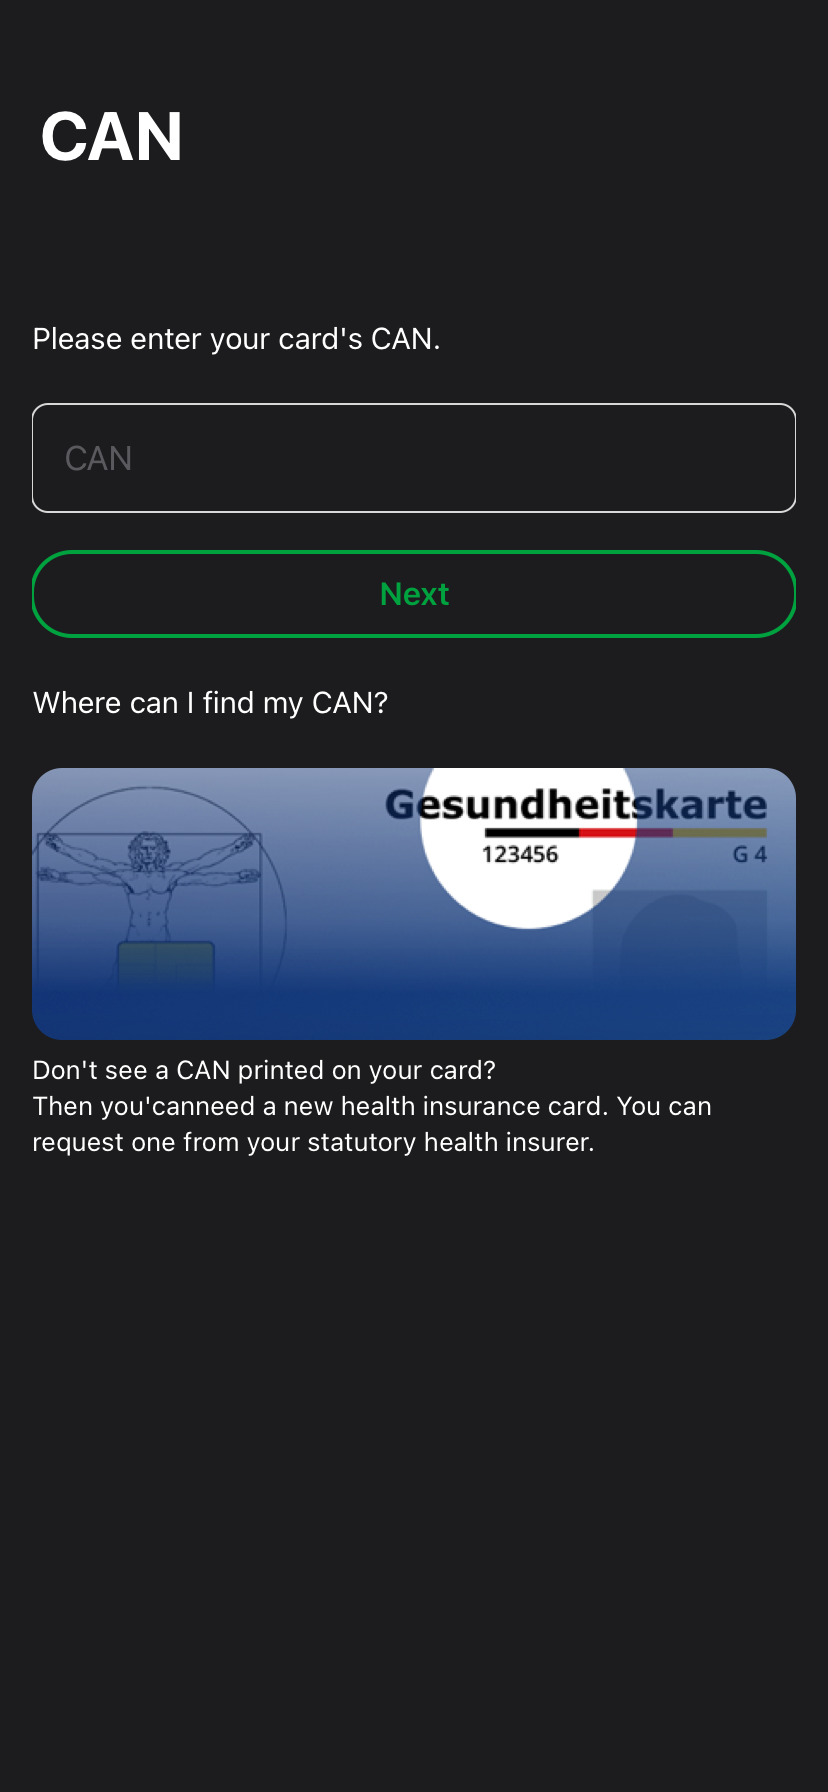 CAN
Please enter your card's CAN.
CAN
Next
Where can I find my CAN?
Gesundheitskarte
123456 G 4
Don't see a CAN printed on your card?
Then you'canneed a new health insurance card. You can
request one from your statutory health insurer.